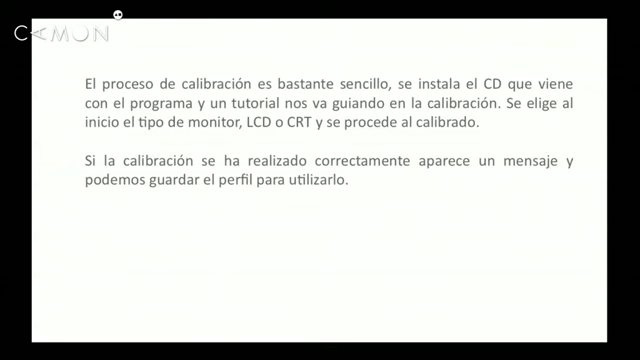 CAMON
El proceso de calibración es bastante sencillo, se instala el CD que viene
con el programa y un tutorial nos va guiando en la calibración. Se elige al
inicio el tipo de monitor, LCD o CRT y se procede al calibrado.
Si la calibración se ha realizado correctamente aparece un mensaje y
podemos guardar el perfil para utilizarlo.